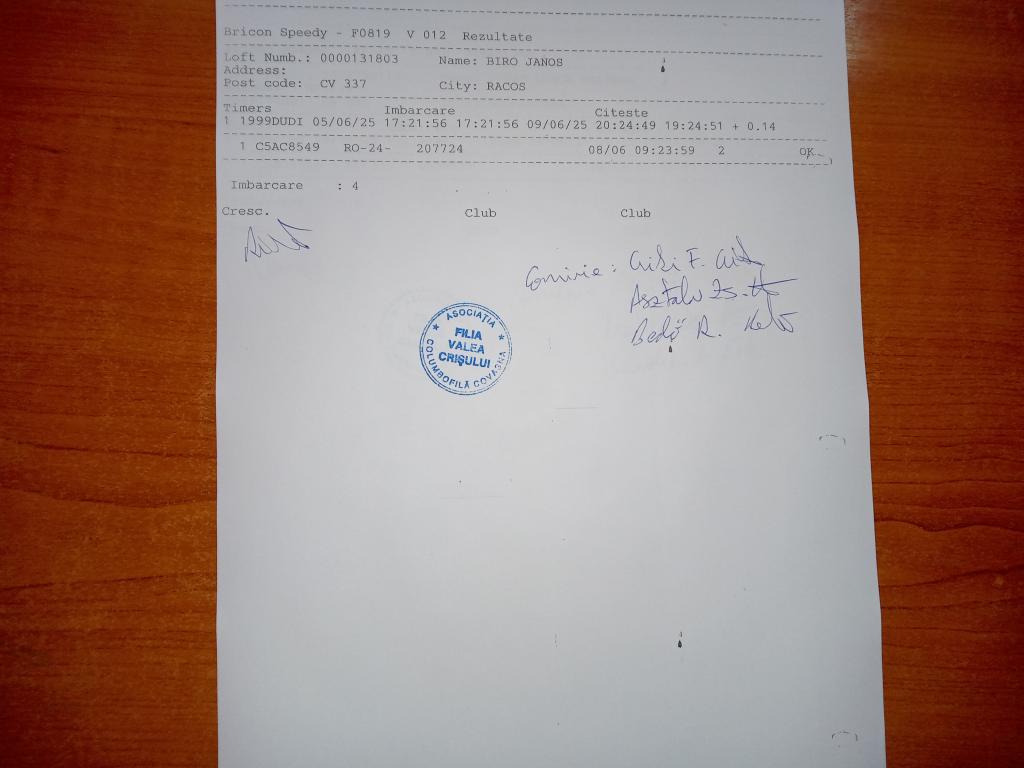 Bricon Speedy - F0819 V 012 Rezultate
Loft Numb.: 0000131803 Name: BIRO JANOS
Address:
Post code: CV 337 City: RACOS
Timers Imbarcare Citeste
1 1999DUDI 05/06/25 17:21:56 17:21:56 09/06/25 20:24:49 19:24:51 + 0.14
1 C5AC8549 RO-24- 207724 08/06 09:23:59 2 OK
Imbarcare : 4
Cresc. Club Club
F.
Asztalos Zs.
Bedő R.
ASOCIAȚIA
FILIA
VALEA
CRIȘULUI
COLUMBOFILĂ COVASNA